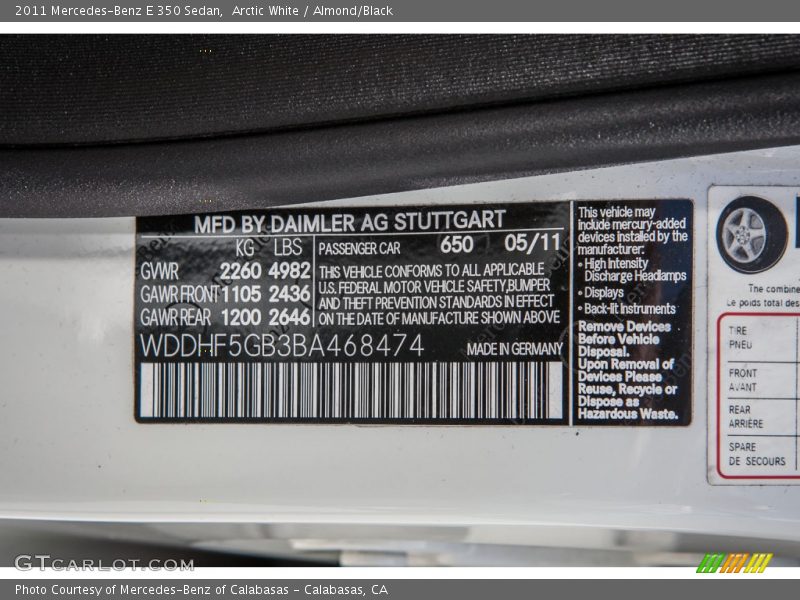 2011 Mercedes-Benz E 350 Sedan, Arctic White / Almond/Black
MFD BY DAIMLER AG STUTTGART
KG LBS PASSENGER CAR 650 05/11
GVWR 2260 4982
GAWR FRONT 1105 2436
GAWR REAR 1200 2646
THIS VEHICLE CONFORMS TO ALL APPLICABLE
U.S. FEDERAL MOTOR VEHICLE SAFETY,BUMPER
AND THEFT PREVENTION STANDARDS IN EFFECT
ON THE DATE OF MANUFACTURE SHOWN ABOVE
WDDHF5GB3BA468474 MADE IN GERMANY
This vehicle may
include mercury-added
devices installed by the
manufacturer:
• High Intensity
Discharge Headlamps
• Displays
• Back-lit Instruments
Remove Devices
Before Vehicle
Disposal.
Upon Removal of
Devices Please
Reuse, Recycle or
Dispose as
Hazardous Waste.
The combine
Le poids total des
TIRE
PNEU
FRONT
AVANT
REAR
ARRIÈRE
SPARE
DE SECOURS
GTCARLOT.COM
Photo Courtesy of Mercedes-Benz of Calabasas - Calabasas, CA